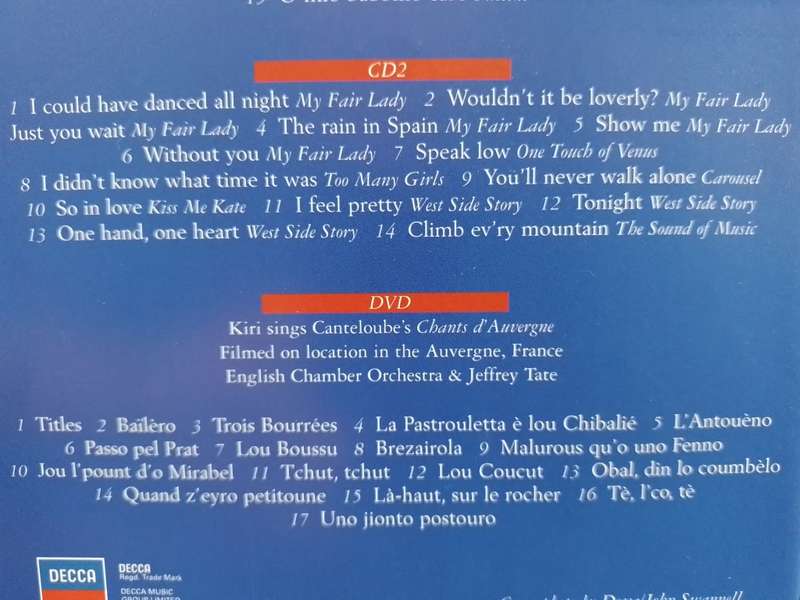 CD2
1 I could have danced all night My Fair Lady 2 Wouldn't it be loverly? My Fair Lady
Just you wait My Fair Lady 4 The rain in Spain My Fair Lady 5 Show me My Fair Lady
6 Without you My Fair Lady 7 Speak low One Touch of Venus
8 I didn't know what time it was Too Many Girls 9 You'll never walk alone Carousel
10 So in love Kiss Me Kate 11 I feel pretty West Side Story 12 Tonight West Side Story
13 One hand, one heart West Side Story 14 Climb ev'ry mountain The Sound of Music
DVD
Kiri sings Canteloube's Chants d'Auvergne
Filmed on location in the Auvergne, France
English Chamber Orchestra & Jeffrey Tate
1 Titles 2 Baïlèro 3 Trois Bourrées 4 La Pastrouletta è lou Chibalié 5 L'Antouèno
6 Passo pel Prat 7 Lou Boussu 8 Brezairola 9 Malurous qu'o uno Fenno
10 Jou l'pount d'o Mirabel 11 Tchut, tchut 12 Lou Coucut 13 Obal, din lo coumbèlo
14 Quand z'eyro petitoune 15 Là-haut, sur le rocher 16 Tè, l'co, tè
17 Uno jionto postouro
DECCA
DECCA
Regd. Trade Mark
DECCA MUSIC
GROUP LIMITED